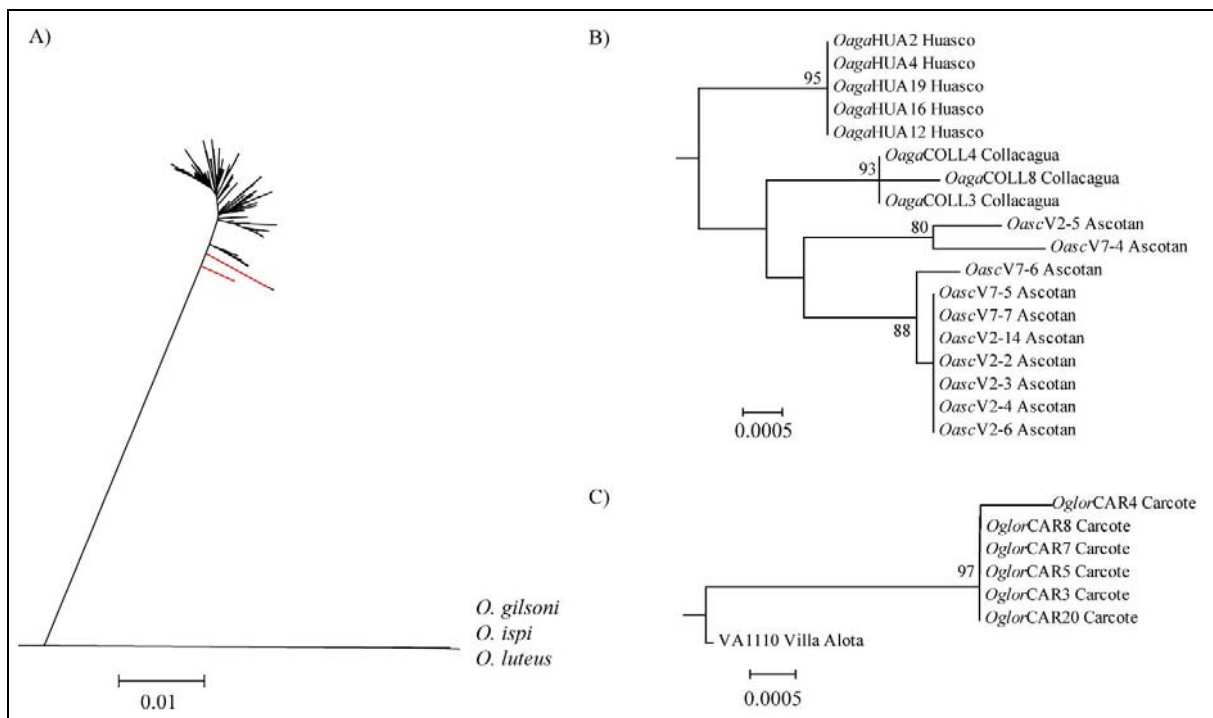 A)
O. gilsoni
O. ispi
O. luteus
0.01
B)
OagaHUA2 Huasco
OagaHUA4 Huasco
95
OagaHUA19 Huasco
OagaHUA16 Huasco
OagaHUA12 Huasco
OagaCOLL4 Collacagua
93
OagaCOLL8 Collacagua
OagaCOLL3 Collacagua
OascV2-5 Ascotan
80
OascV7-4 Ascotan
OascV7-6 Ascotan
OascV7-5 Ascotan
OascV7-7 Ascotan
88
OascV2-14 Ascotan
OascV2-2 Ascotan
OascV2-3 Ascotan
OascV2-4 Ascotan
OascV2-6 Ascotan
0.0005
C)
OglorCAR4 Carcote
OglorCAR8 Carcote
OglorCAR7 Carcote
97
OglorCAR5 Carcote
OglorCAR3 Carcote
OglorCAR20 Carcote
VA1110 Villa Alota
0.0005